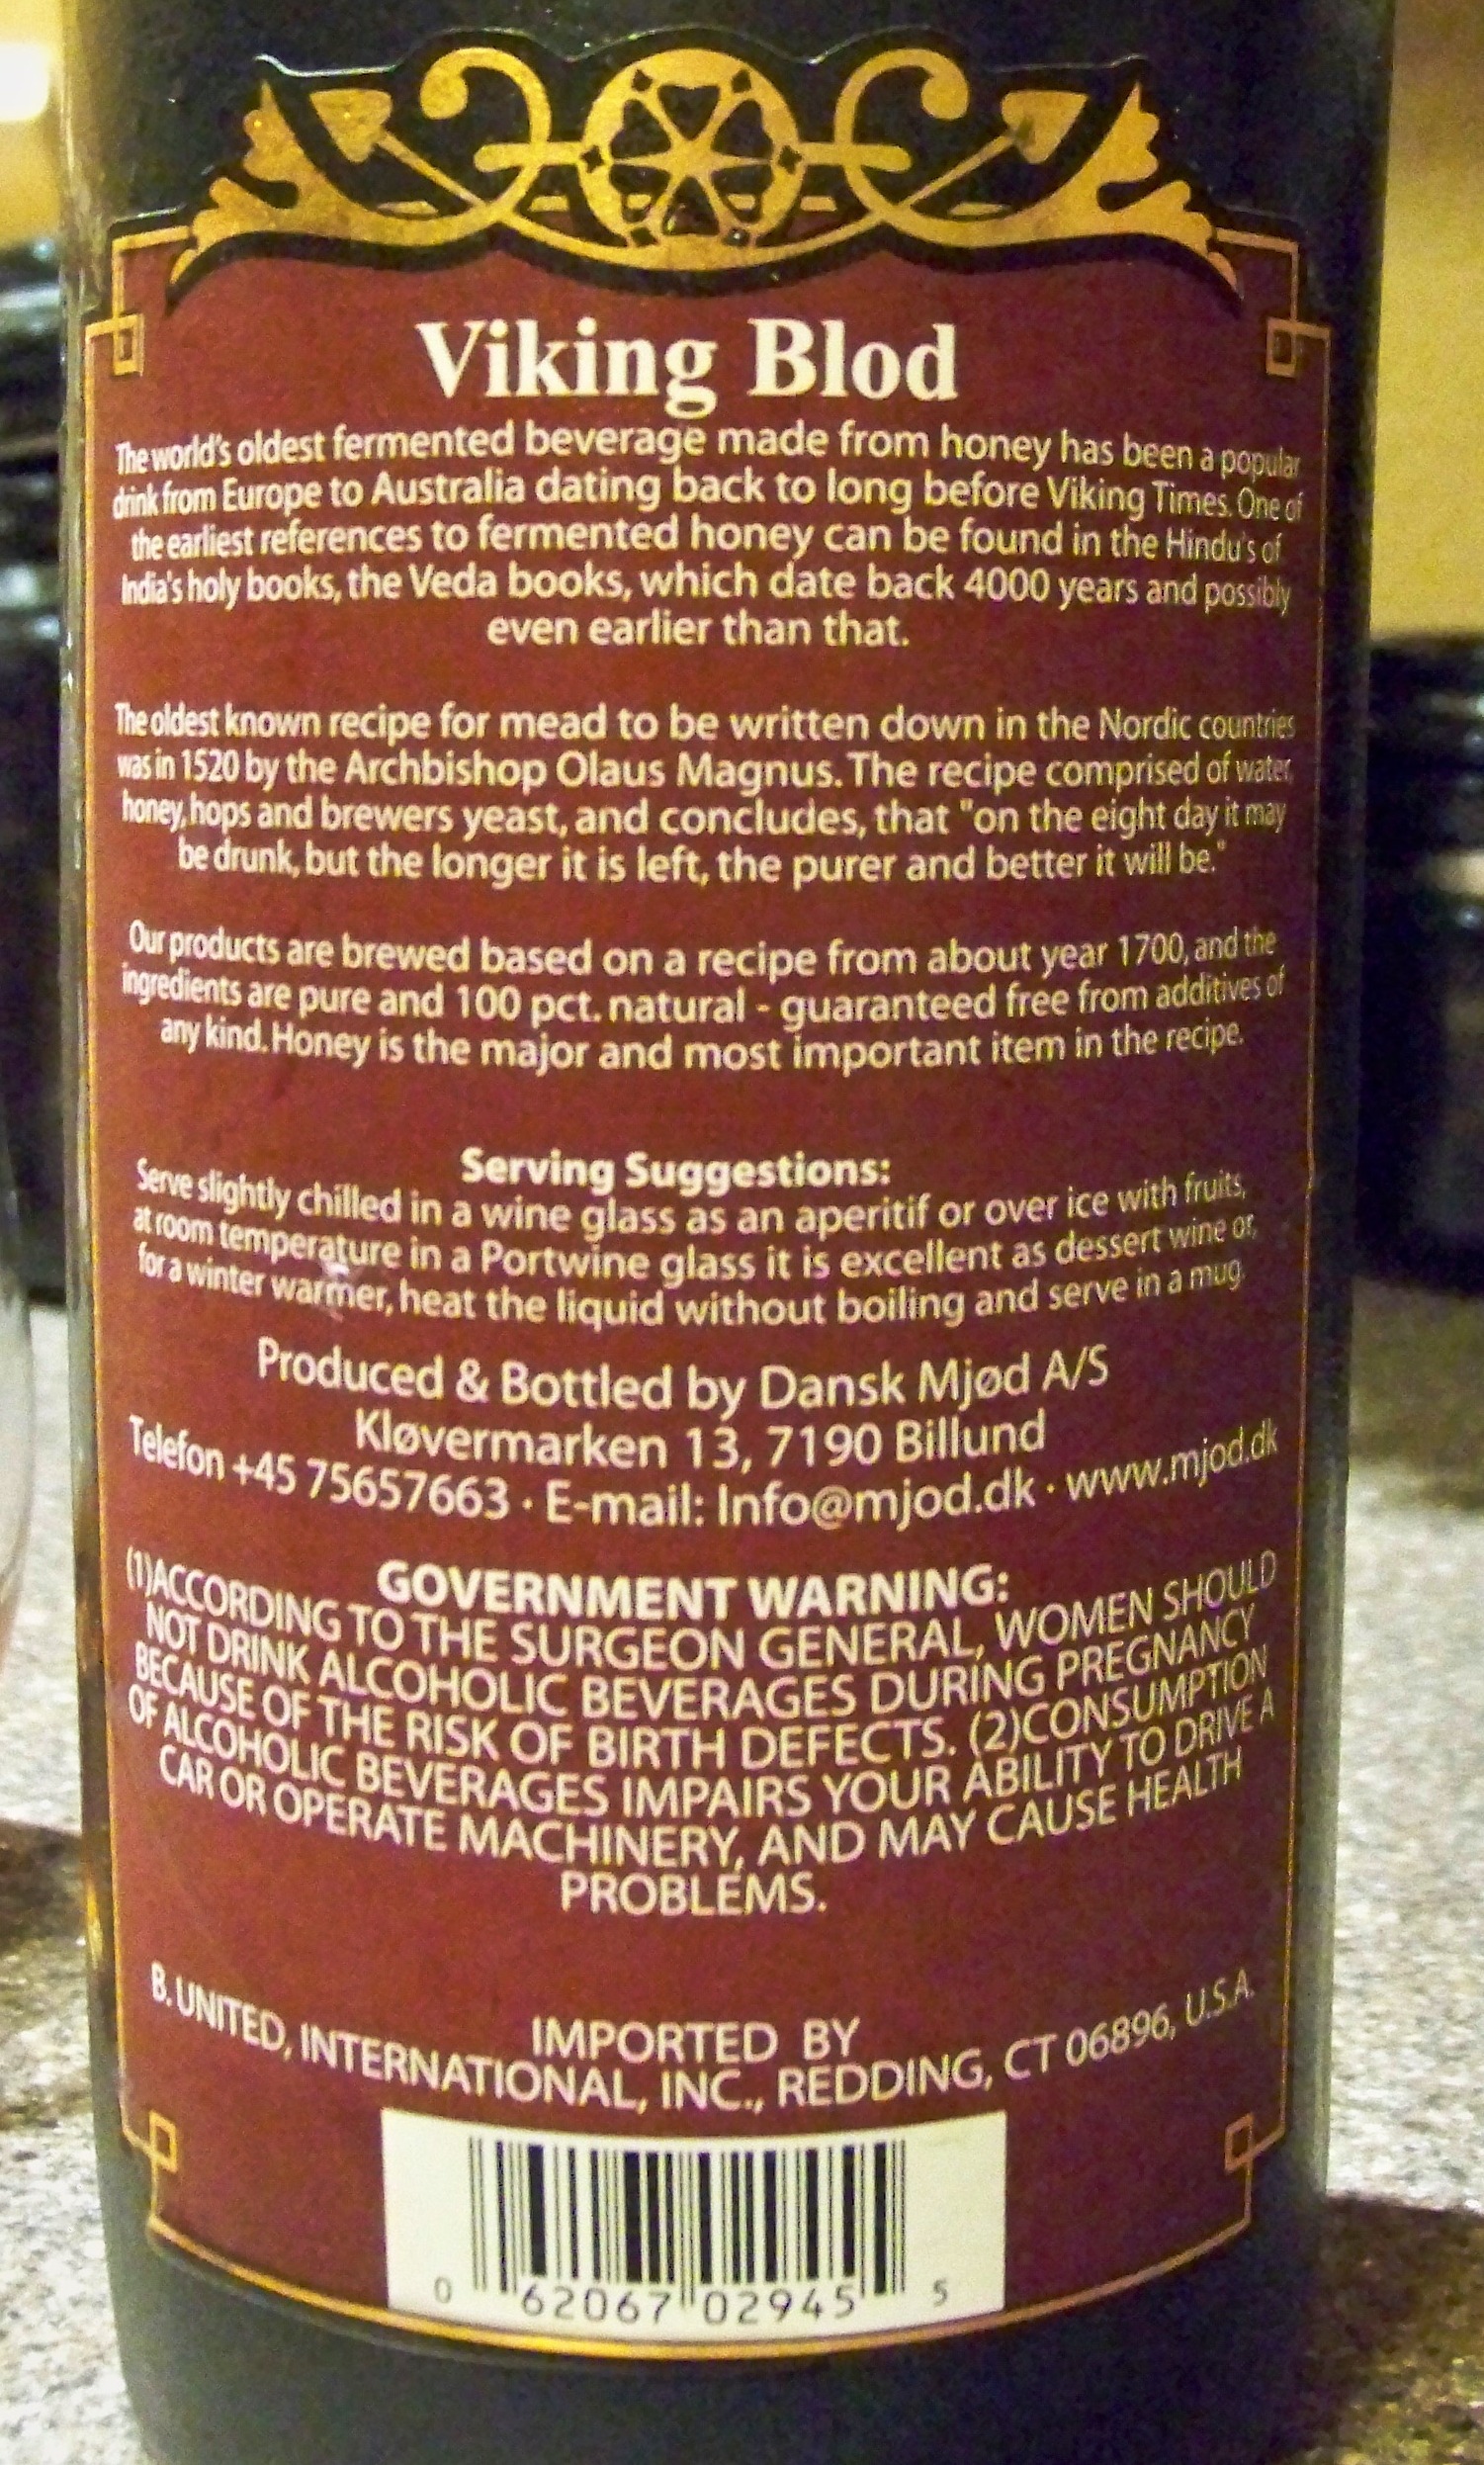 Viking Blod
The world's oldest fermented beverage made from honey has been a popular
drink from Europe to Australia dating back to long before Viking Times. One of
the earliest references to fermented honey can be found in the Hindu's of
India's holy books, the Veda books, which date back 4000 years and possibly
even earlier than that.
The oldest known recipe for mead to be written down in the Nordic countries
was in 1520 by the Archbishop Olaus Magnus. The recipe comprised of water,
honey, hops and brewers yeast, and concludes, that "on the eight day it may
be drunk, but the longer it is left, the purer and better it will be."
Our products are brewed based on a recipe from about year 1700, and the
ingredients are pure and 100 pct. natural - guaranteed free from additives of
any kind. Honey is the major and most important item in the recipe.
Serving Suggestions:
Serve slightly chilled in a wine glass as an aperitif or over ice with fruits,
at room temperature in a Portwine glass it is excellent as dessert wine or,
for a winter warmer, heat the liquid without boiling and serve in a mug.
Produced & Bottled by Dansk Mjød A/S
Kløvermarken 13, 7190 Billund
Telefon +45 75657663 · E-mail: Info@mjod.dk · www.mjod.dk
GOVERNMENT WARNING:
(1)ACCORDING TO THE SURGEON GENERAL, WOMEN SHOULD
NOT DRINK ALCOHOLIC BEVERAGES DURING PREGNANCY
BECAUSE OF THE RISK OF BIRTH DEFECTS. (2)CONSUMPTION
OF ALCOHOLIC BEVERAGES IMPAIRS YOUR ABILITY TO DRIVE A
CAR OR OPERATE MACHINERY, AND MAY CAUSE HEALTH
PROBLEMS.
IMPORTED BY
B. UNITED, INTERNATIONAL, INC., REDDING, CT 06896, U.S.A.
0 62067 02945 5